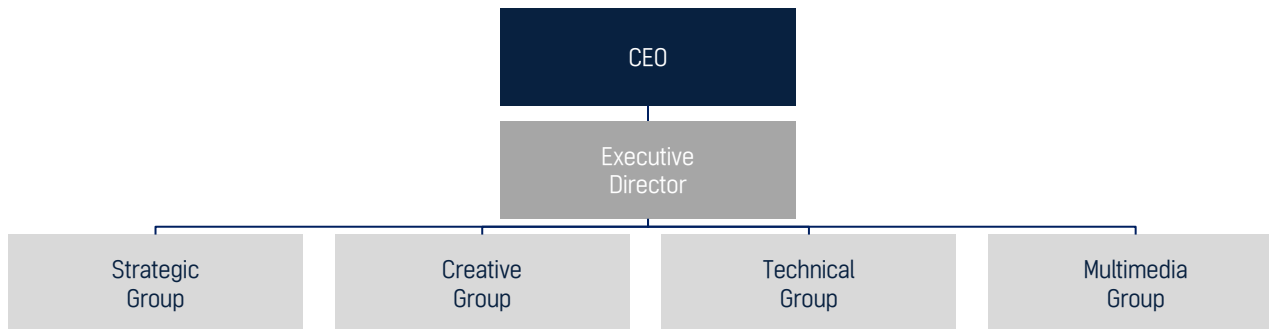 CEO
Executive
Director
Strategic
Group
Creative
Group
Technical
Group
Multimedia
Group